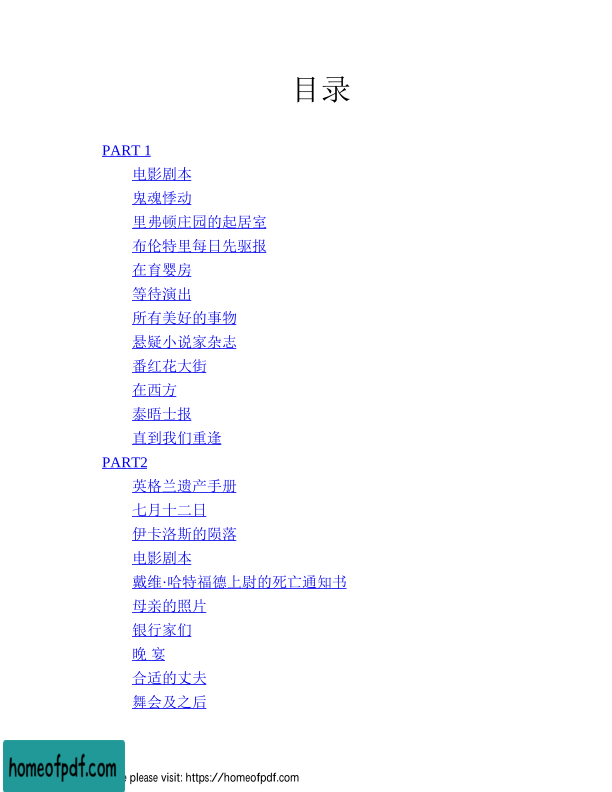 目录
PART 1
电影剧本
鬼魂悸动
里弗顿庄园的起居室
布伦特里每日先驱报
在育婴房
等待演出
所有美好的事物
悬疑小说家杂志
番红花大街
在西方
泰晤士报
直到我们重逢
PART2
英格兰遗产手册
七月十二日
伊卡洛斯的陨落
电影剧本
戴维·哈特福德上尉的死亡通知书
母亲的照片
银行家们
晚 宴
合适的丈夫
舞会及之后
homeofpdf.com
please visit: https://homeofpdf.com